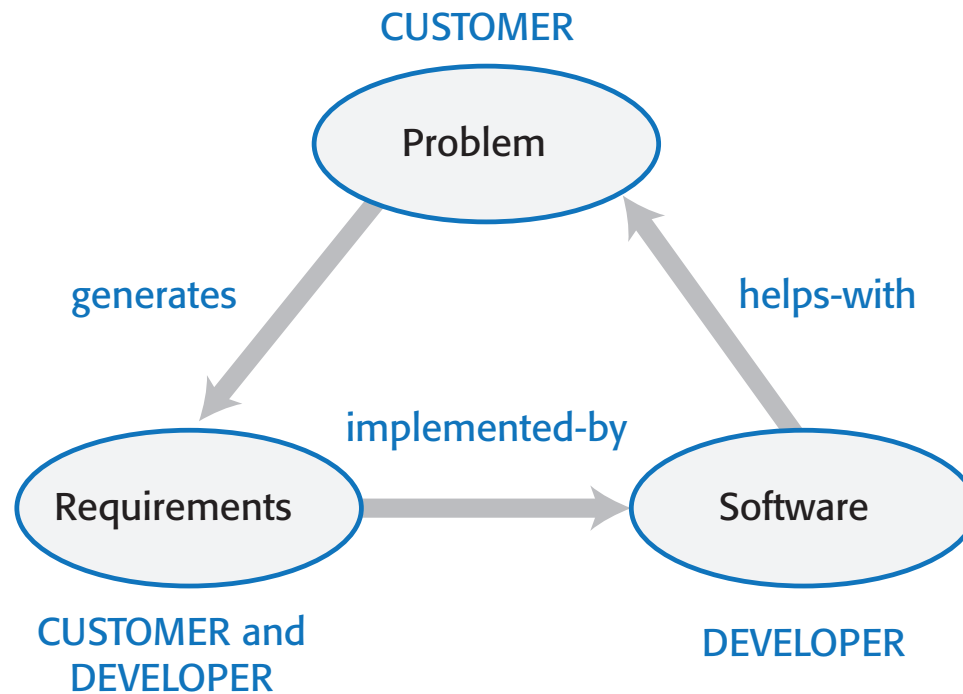 CUSTOMER
Problem
generates
helps-with
implemented-by
Requirements
Software
CUSTOMER and
DEVELOPER
DEVELOPER